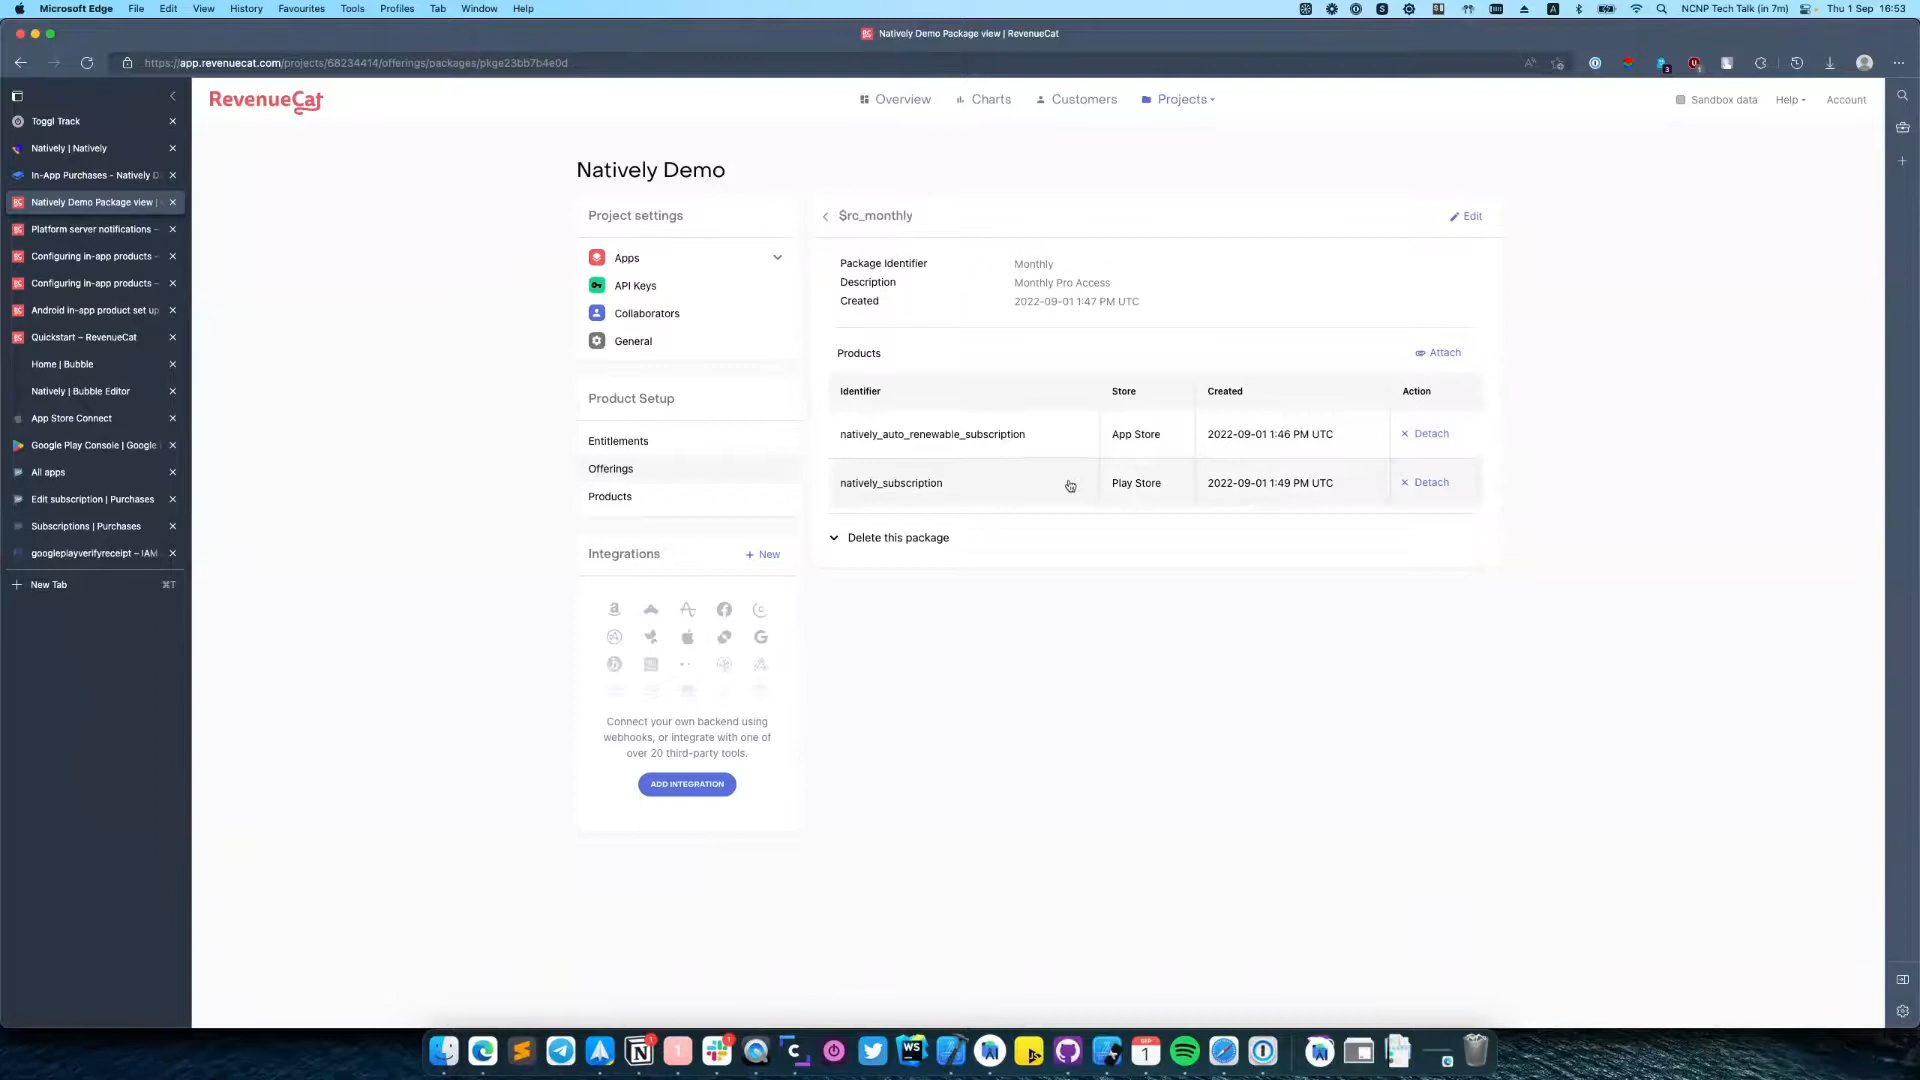 Microsoft Edge File Edit View History Favourites Tools Profiles Tab Window Help
NCNP Tech Talk (in 7m) Thu 1 Sep 16:53
Natively Demo Package view | RevenueCat
https://app.revenuecat.com/projects/68234414/offerings/packages/pkge23bb7b4e0d
Toggl Track
Natively | Natively
In-App Purchases - Natively D
Natively Demo Package view |
Platform server notifications –
Configuring in-app products –
Configuring in-app products –
Android in-app product set up
Quickstart – RevenueCat
Home | Bubble
Natively | Bubble Editor
App Store Connect
Google Play Console | Google
All apps
Edit subscription | Purchases
Subscriptions | Purchases
googleplayverifyreceipt – IAM
New Tab ⌘T
RevenueCat
Overview Charts Customers Projects
Sandbox data Help Account
Natively Demo
Project settings
Apps
API Keys
Collaborators
General
Product Setup
Entitlements
Offerings
Products
Integrations + New
Connect your own backend using
webhooks, or integrate with one of
over 20 third-party tools.
ADD INTEGRATION
$rc_monthly Edit
Package Identifier Monthly
Description Monthly Pro Access
Created 2022-09-01 1:47 PM UTC
Products Attach
Identifier Store Created Action
natively_auto_renewable_subscription App Store 2022-09-01 1:46 PM UTC Detach
natively_subscription Play Store 2022-09-01 1:49 PM UTC Detach
Delete this package